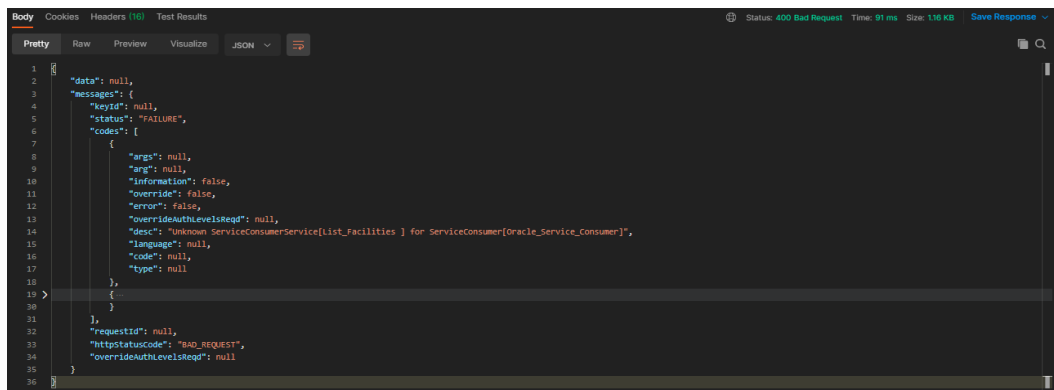 Body Cookies Headers (16) Test Results Status: 400 Bad Request Time: 91 ms Size: 1.16 KB Save Response
Pretty Raw Preview Visualize JSON
1 {
2 "data": null,
3 "messages": {
4 "keyId": null,
5 "status": "FAILURE",
6 "codes": [
7 {
8 "args": null,
9 "arg": null,
10 "information": false,
11 "override": false,
12 "error": false,
13 "overrideAuthLevelsReqd": null,
14 "desc": "Unknown ServiceConsumerService[List_Facilities ] for ServiceConsumer[Oracle_Service_Consumer]",
15 "language": null,
16 "code": null,
17 "type": null
18 },
19 > { …
30 }
31 ],
32 "requestId": null,
33 "httpStatusCode": "BAD_REQUEST",
34 "overrideAuthLevelsReqd": null
35 }
36 }